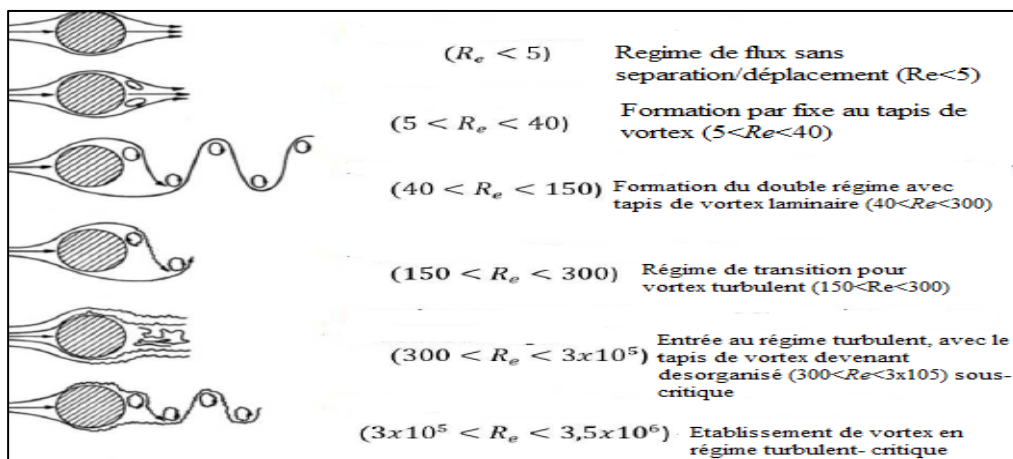 (Rₑ < 5)
Regime de flux sans
separation/déplacement (Re<5)
(5 < Rₑ < 40)
Formation par fixe au tapis de
vortex (5<Re<40)
(40 < Rₑ < 150)
Formation du double régime avec
tapis de vortex laminaire (40<Re<300)
(150 < Rₑ < 300)
Régime de transition pour
vortex turbulent (150<Re<300)
(300 < Rₑ < 3x10⁵)
Entrée au régime turbulent, avec le
tapis de vortex devenant
desorganisé (300<Re<3x105) sous-
critique
(3x10⁵ < Rₑ < 3,5x10⁶)
Etablissement de vortex en
régime turbulent- critique